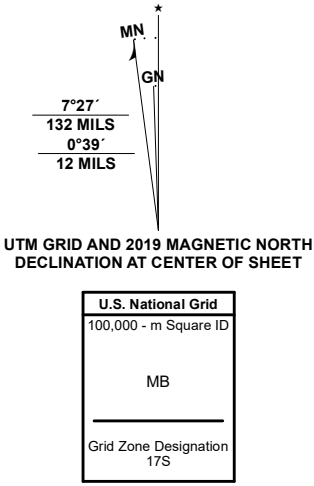 ★
MN
GN
7°27´
132 MILS
0°39´
12 MILS
UTM GRID AND 2019 MAGNETIC NORTH
DECLINATION AT CENTER OF SHEET
U.S. National Grid
100,000 - m Square ID
MB
Grid Zone Designation
17S